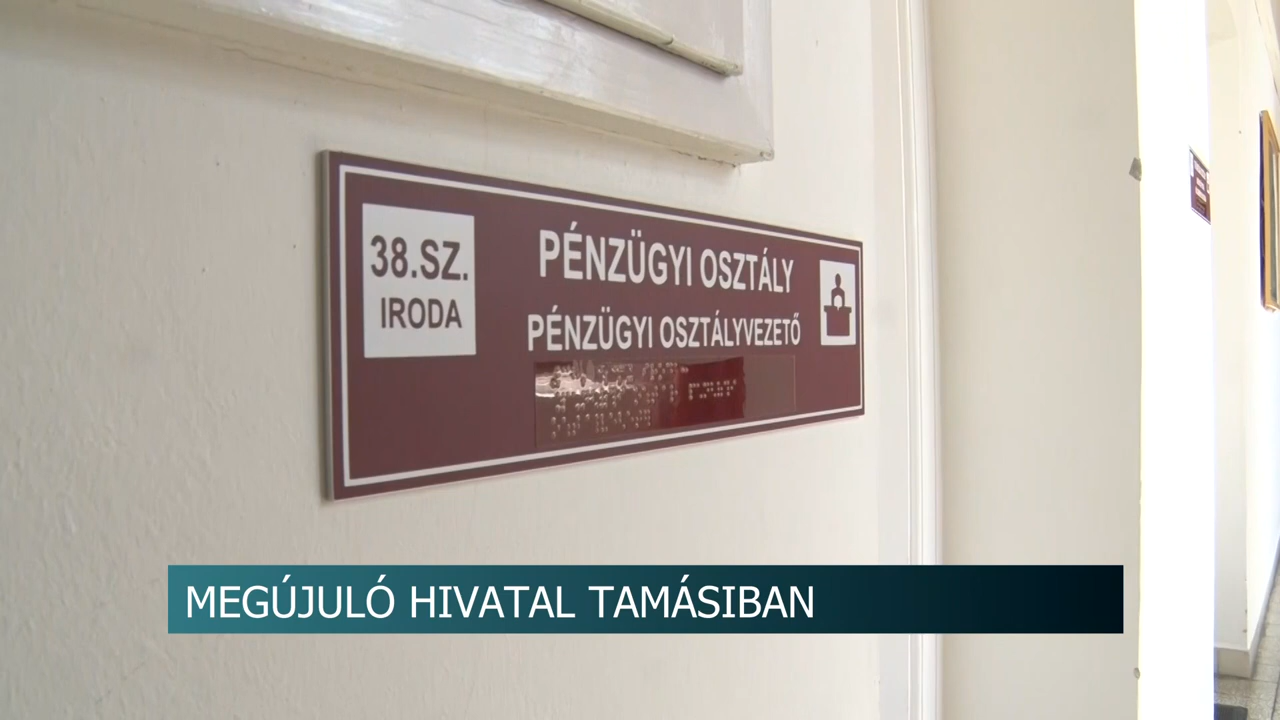 38.SZ.
IRODA
PÉNZÜGYI OSZTÁLY
PÉNZÜGYI OSZTÁLYVEZETŐ
MEGÚJULÓ HIVATAL TAMÁSIBAN